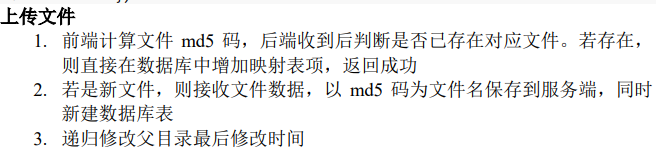 上传文件
1. 前端计算文件 md5 码，后端收到后判断是否已存在对应文件。若存在，
则直接在数据库中增加映射表项，返回成功
2. 若是新文件，则接收文件数据，以 md5 码为文件名保存到服务端，同时
新建数据库表
3. 递归修改父目录最后修改时间